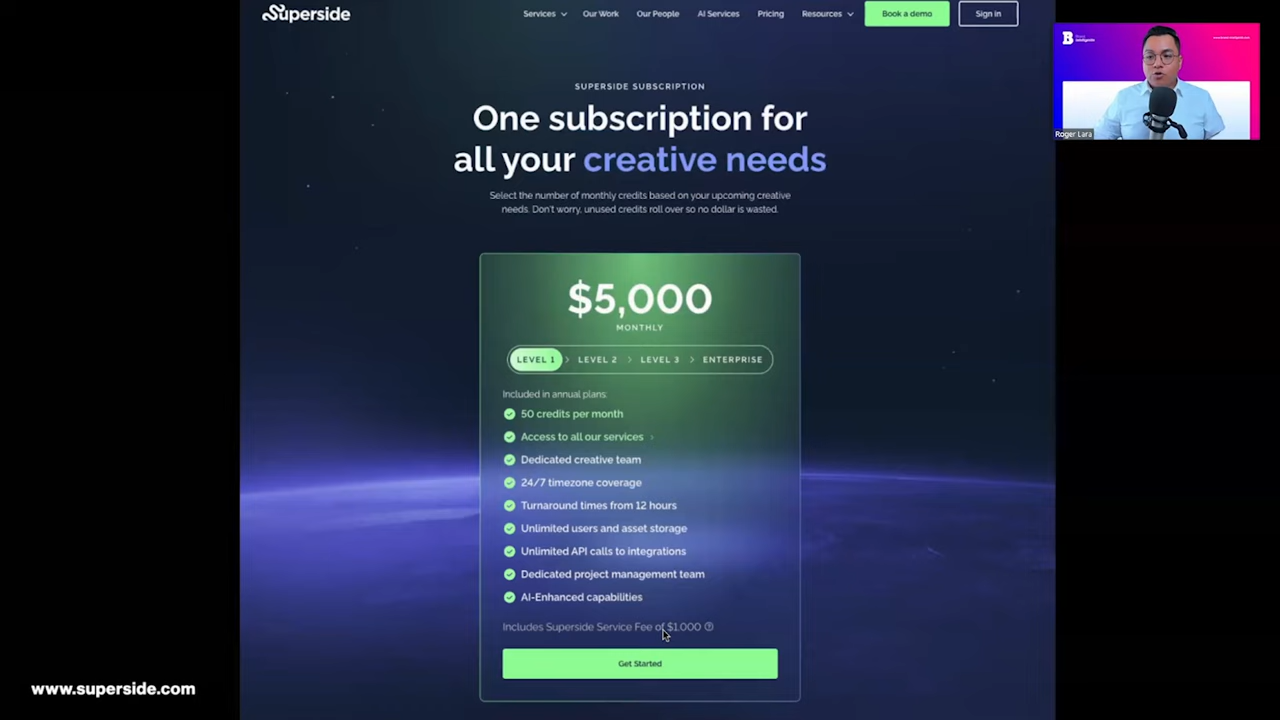 Superside
Services
Our Work
Our People
AI Services
Pricing
Resources
Book a demo
Sign in
SUPERSIDE SUBSCRIPTION
One subscription for
all your creative needs
Select the number of monthly credits based on your upcoming creative
needs. Don't worry, unused credits roll over so no dollar is wasted.
$5,000
MONTHLY
LEVEL 1 > LEVEL 2 > LEVEL 3 > ENTERPRISE
Included in annual plans:
50 credits per month
Access to all our services >
Dedicated creative team
24/7 timezone coverage
Turnaround times from 12 hours
Unlimited users and asset storage
Unlimited API calls to integrations
Dedicated project management team
AI-Enhanced capabilities
Includes Superside Service Fee of $1,000
Get Started
www.superside.com
B
Roger Lara